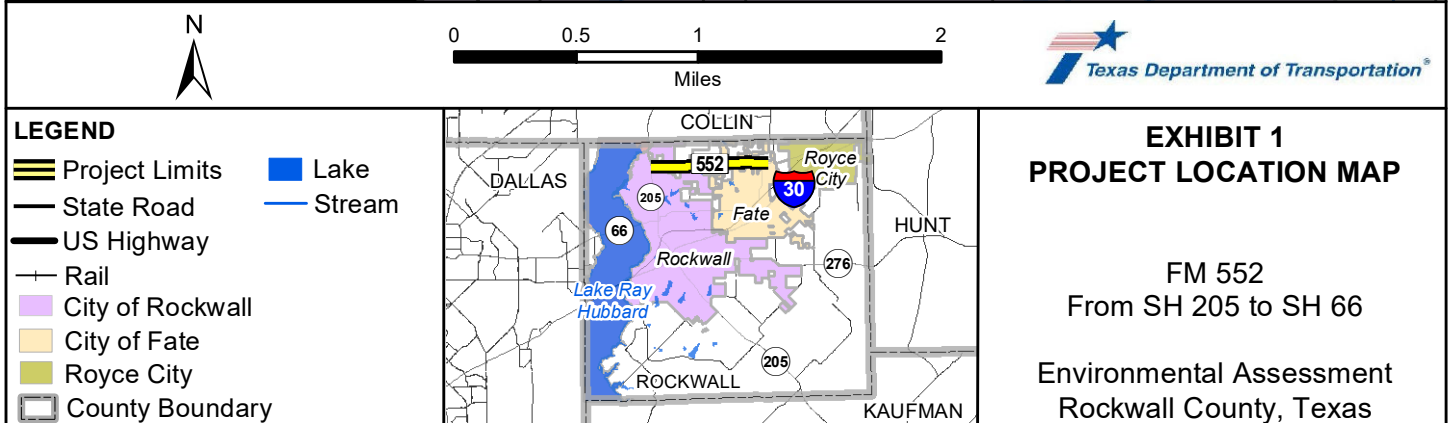 N
0 0.5 1 2
Miles
Texas Department of Transportation®
LEGEND
Project Limits
State Road
US Highway
Rail
City of Rockwall
City of Fate
Royce City
County Boundary
Lake
Stream
COLLIN
DALLAS
552
Royce
City
30
205
Fate
66
HUNT
Rockwall
276
Lake Ray
Hubbard
205
ROCKWALL
KAUFMAN
EXHIBIT 1
PROJECT LOCATION MAP
FM 552
From SH 205 to SH 66
Environmental Assessment
Rockwall County, Texas